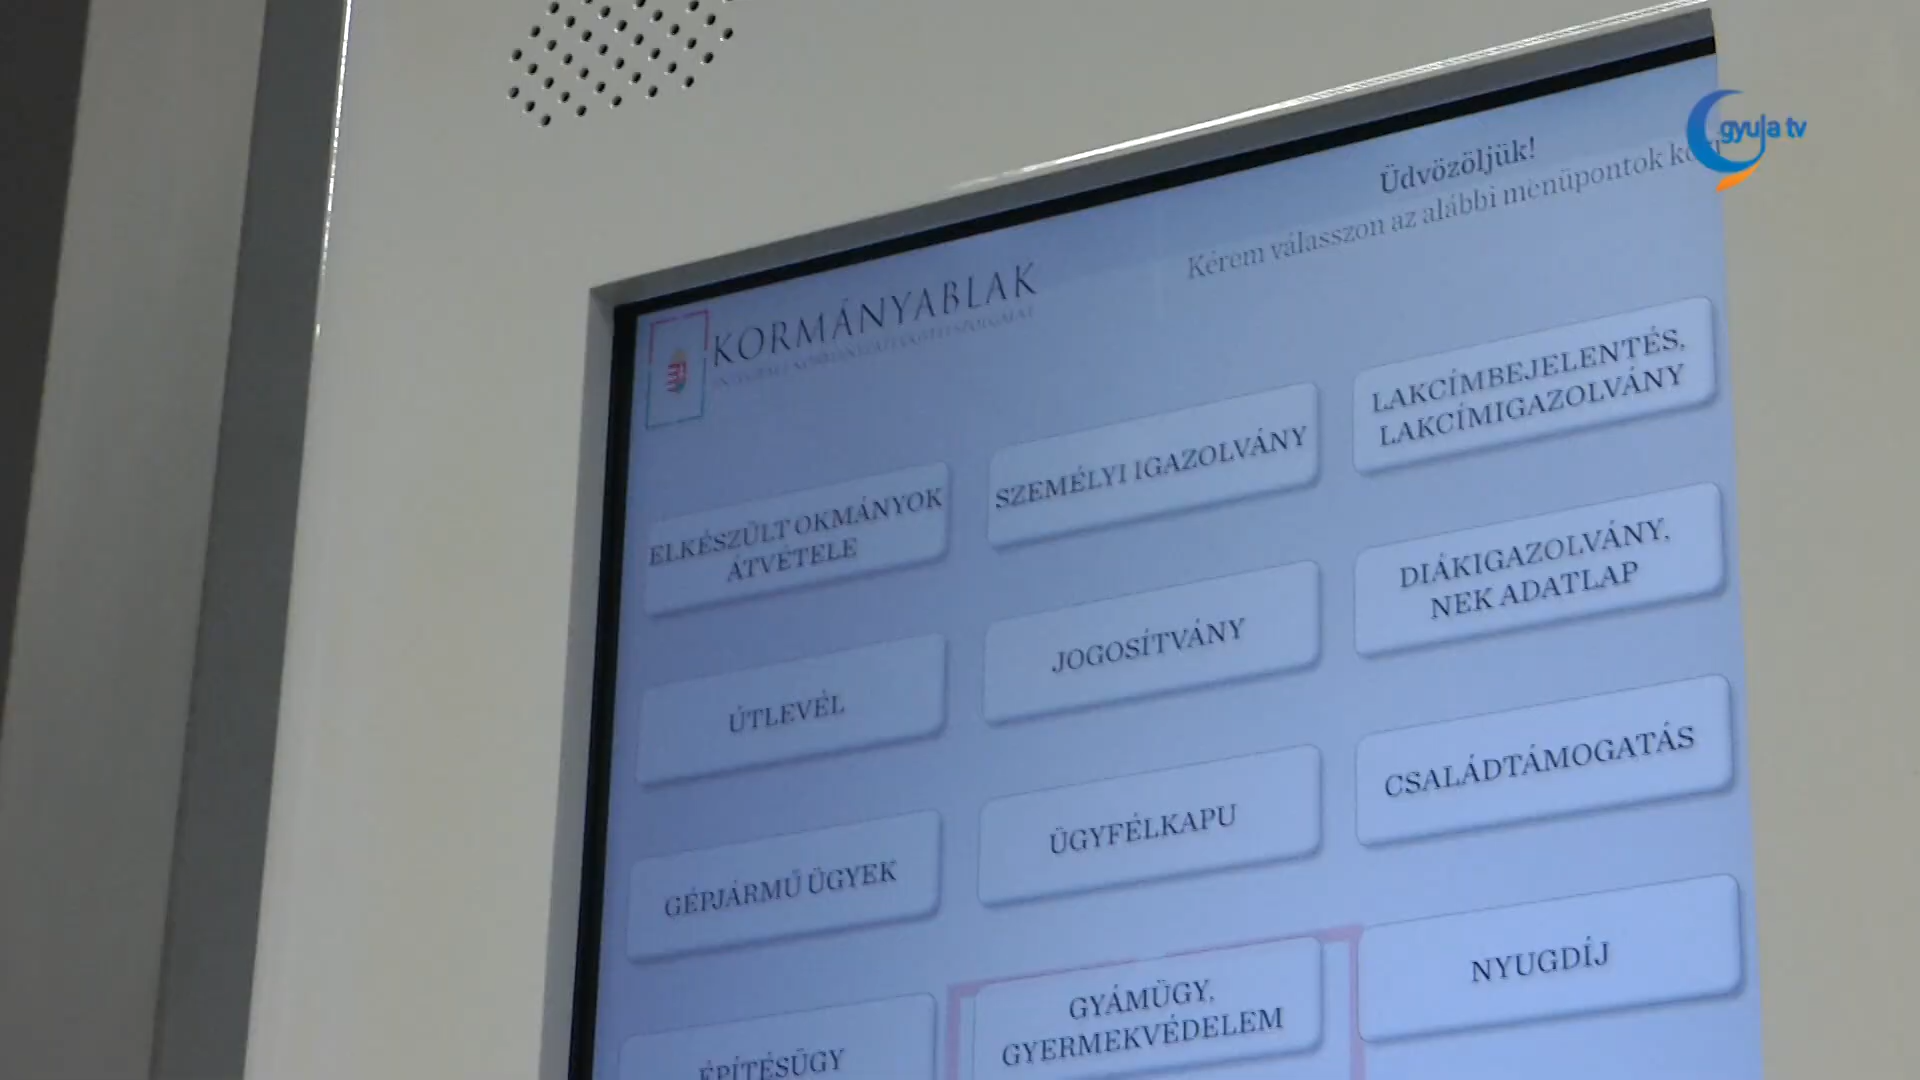 gyula tv
Üdvözöljük!
Kérem válasszon az alábbi menüpontok
KORMÁNYABLAK
ELKÉSZÜLT OKMÁNYOK
ÁTVÉTELE
SZEMÉLYI IGAZOLVÁNY
LAKCÍMBEJELENTÉS,
LAKCÍMIGAZOLVÁNY
ÚTLEVÉL
JOGOSÍTVÁNY
DIÁKIGAZOLVÁNY,
NEK ADATLAP
GÉPJÁRMŰ ÜGYEK
ÜGYFÉLKAPU
CSALÁDTÁMOGATÁS
ÉPÍTÉSÜGY
GYÁMÜGY,
GYERMEKVÉDELEM
NYUGDÍJ